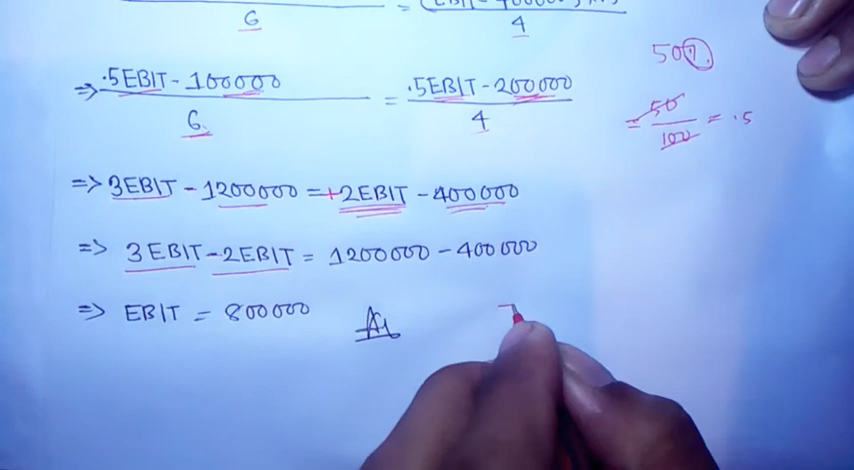 6 = 4
50%
⇒ .5EBIT - 100000 / 6 = .5EBIT - 200000 / 4
= 50 / 100 = .5
⇒ 3EBIT - 1200000 = +2EBIT - 400000
⇒ 3EBIT - 2EBIT = 1200000 - 400000
⇒ EBIT = 800000